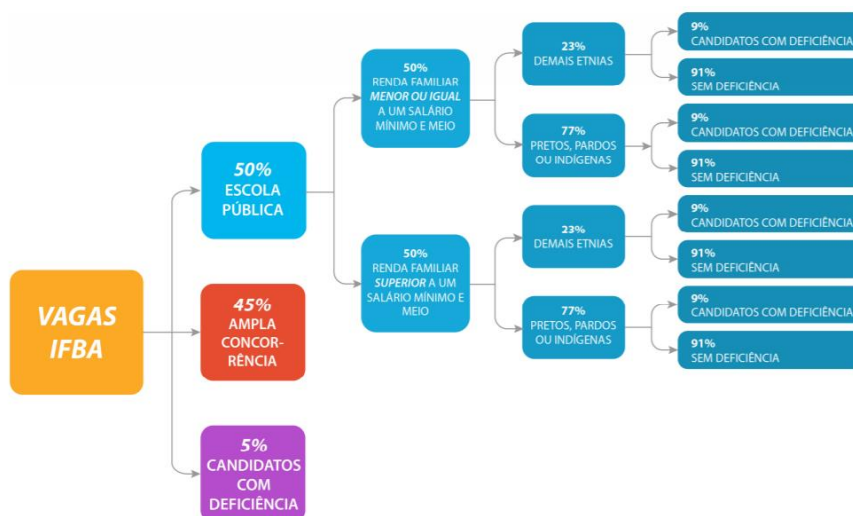 VAGAS
IFBA
50%
ESCOLA
PÚBLICA
45%
AMPLA
CONCOR-
RÊNCIA
5%
CANDIDATOS
COM
DEFICIÊNCIA
50%
RENDA FAMILIAR
MENOR OU IGUAL
A UM SALÁRIO
MÍNIMO E MEIO
23%
DEMAIS ETNIAS
9%
CANDIDATOS COM DEFICIÊNCIA
91%
SEM DEFICIÊNCIA
77%
PRETOS, PARDOS
OU INDÍGENAS
9%
CANDIDATOS COM DEFICIÊNCIA
91%
SEM DEFICIÊNCIA
50%
RENDA FAMILIAR
SUPERIOR A UM
SALÁRIO MÍNIMO E
MEIO
23%
DEMAIS ETNIAS
9%
CANDIDATOS COM DEFICIÊNCIA
91%
SEM DEFICIÊNCIA
77%
PRETOS, PARDOS
OU INDÍGENAS
9%
CANDIDATOS COM DEFICIÊNCIA
91%
SEM DEFICIÊNCIA